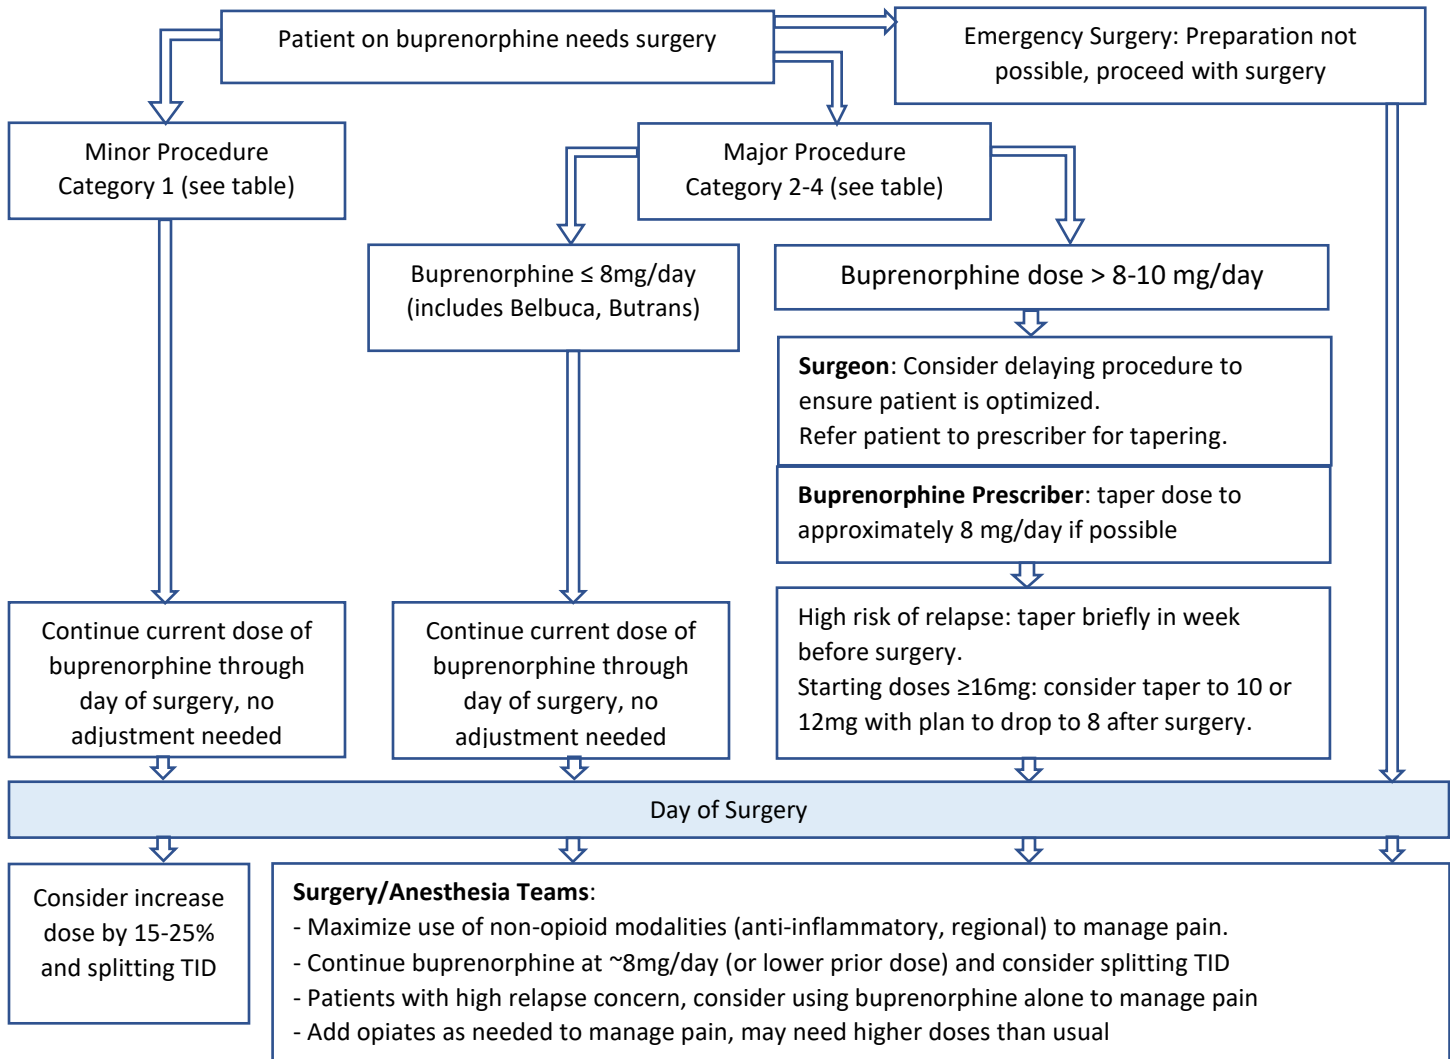 Patient on buprenorphine needs surgery
Emergency Surgery: Preparation not
possible, proceed with surgery
Minor Procedure
Category 1 (see table)
Major Procedure
Category 2-4 (see table)
Buprenorphine ≤ 8mg/day
(includes Belbuca, Butrans)
Buprenorphine dose > 8-10 mg/day
Surgeon: Consider delaying procedure to
ensure patient is optimized.
Refer patient to prescriber for tapering.
Buprenorphine Prescriber: taper dose to
approximately 8 mg/day if possible
Continue current dose of
buprenorphine through
day of surgery, no
adjustment needed
Continue current dose of
buprenorphine through
day of surgery, no
adjustment needed
High risk of relapse: taper briefly in week
before surgery.
Starting doses ≥16mg: consider taper to 10 or
12mg with plan to drop to 8 after surgery.
Day of Surgery
Consider increase
dose by 15-25%
and splitting TID
Surgery/Anesthesia Teams:
- Maximize use of non-opioid modalities (anti-inflammatory, regional) to manage pain.
- Continue buprenorphine at ~8mg/day (or lower prior dose) and consider splitting TID
- Patients with high relapse concern, consider using buprenorphine alone to manage pain
- Add opiates as needed to manage pain, may need higher doses than usual